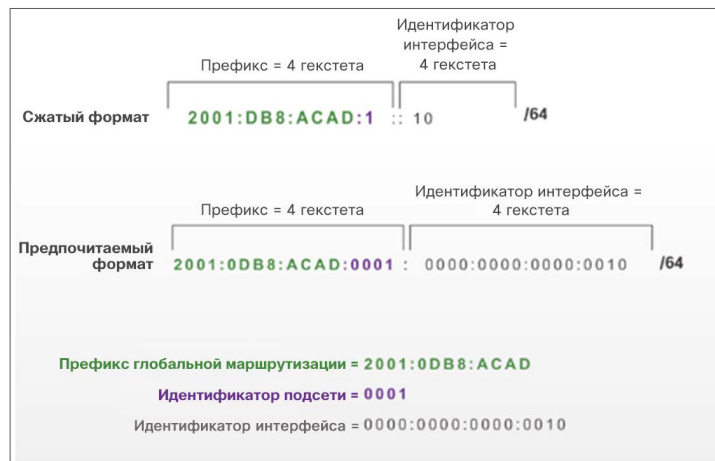 Идентификатор
интерфейса =
4 гекстета
Префикс = 4 гекстета
Сжатый формат 2001:DB8:ACAD:1 :: 10 /64
Идентификатор интерфейса =
4 гекстета
Префикс = 4 гекстета
Предпочитаемый
формат 2001:0DB8:ACAD:0001 : 0000:0000:0000:0010 /64
Префикс глобальной маршрутизации = 2001:0DB8:ACAD
Идентификатор подсети = 0001
Идентификатор интерфейса = 0000:0000:0000:0010